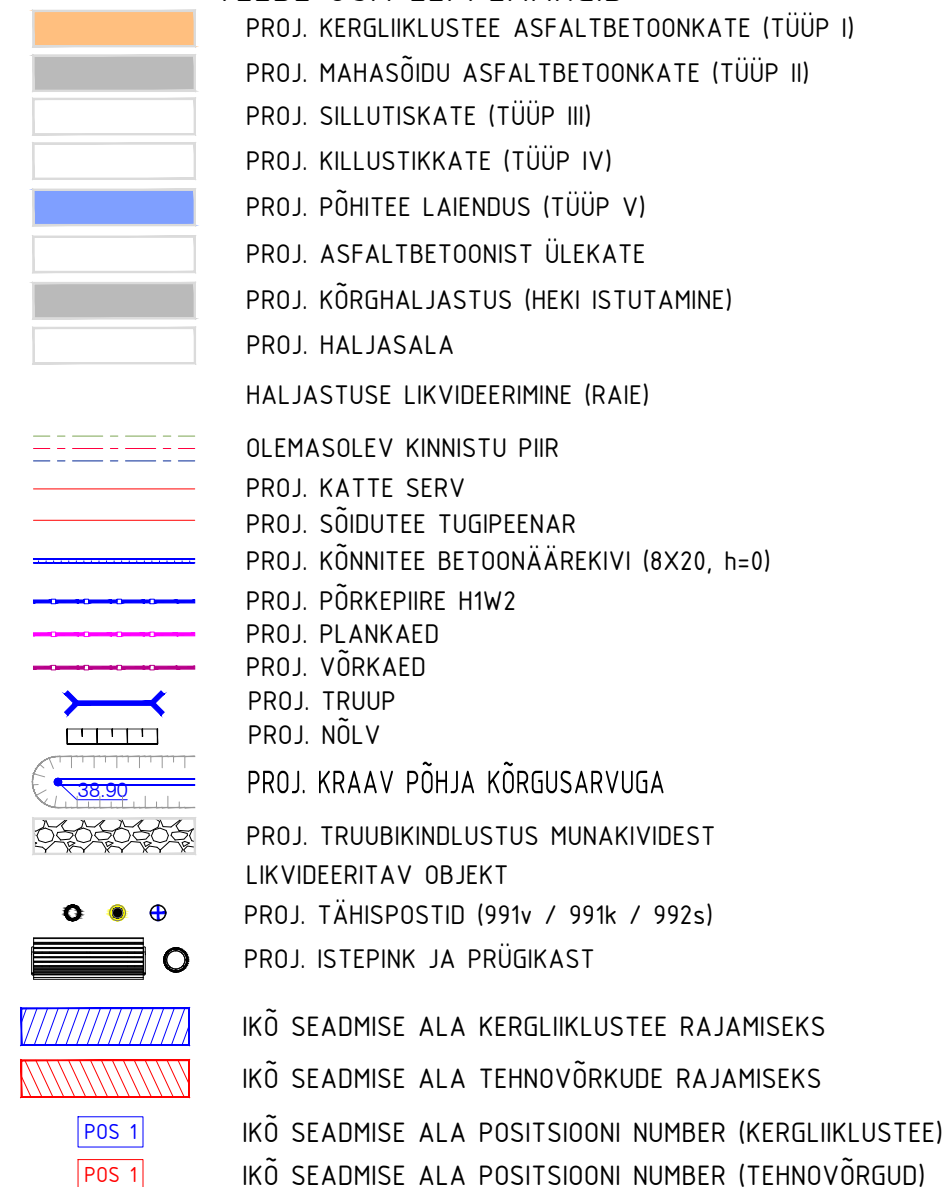 PROJ. KERGLIIKLUSTEE ASFALTBETOONKATE (TÜÜP I)
PROJ. MAHASÕIDU ASFALTBETOONKATE (TÜÜP II)
PROJ. SILLUTISKATE (TÜÜP III)
PROJ. KILLUSTIKKATE (TÜÜP IV)
PROJ. PÕHITEE LAIENDUS (TÜÜP V)
PROJ. ASFALTBETOONIST ÜLEKATE
PROJ. KÕRGHALJASTUS (HEKI ISTUTAMINE)
PROJ. HALJASALA
HALJASTUSE LIKVIDEERIMINE (RAIE)
OLEMASOLEV KINNISTU PIIR
PROJ. KATTE SERV
PROJ. SÕIDUTEE TUGIPEENAR
PROJ. KÕNNITEE BETOONÄÄREKIVI (8X20, h=0)
PROJ. PÕRKEPIIRE H1W2
PROJ. PLANKAED
PROJ. VÕRKAED
PROJ. TRUUP
PROJ. NÕLV
38.90 PROJ. KRAAV PÕHJA KÕRGUSARVUGA
PROJ. TRUUBIKINDLUSTUS MUNAKIVIDEST
LIKVIDEERITAV OBJEKT
PROJ. TÄHISPOSTID (991v / 991k / 992s)
PROJ. ISTEPINK JA PRÜGIKAST
IKÕ SEADMISE ALA KERGLIIKLUSTEE RAJAMISEKS
IKÕ SEADMISE ALA TEHNOVÕRKUDE RAJAMISEKS
POS 1 IKÕ SEADMISE ALA POSITSIOONI NUMBER (KERGLIIKLUSTEE)
POS 1 IKÕ SEADMISE ALA POSITSIOONI NUMBER (TEHNOVÕRGUD)